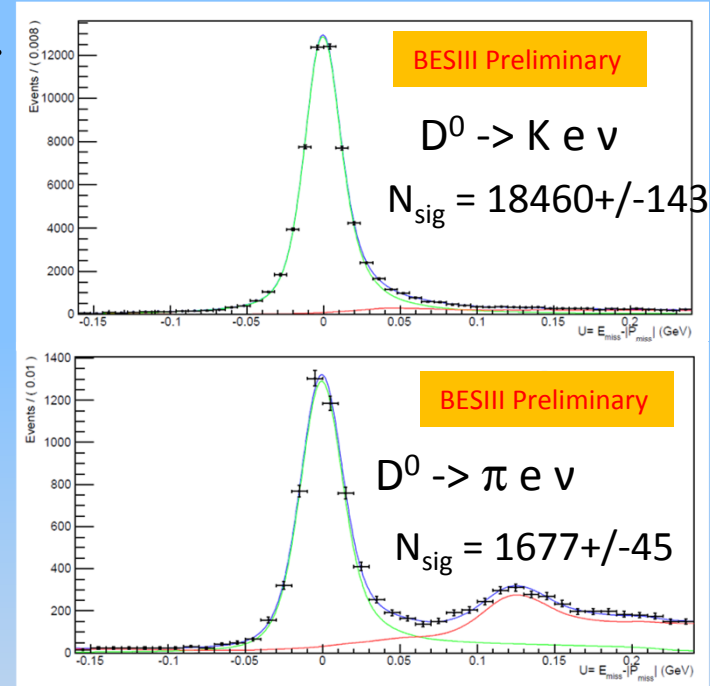 Events / ( 0.008 )
12000
10000
8000
6000
4000
2000
0
BESIII Preliminary
D⁰ -> K e ν
Nsig = 18460+/-143
-0.15 -0.1 -0.05 0 0.05 0.1 0.15 0.2
U= Emiss-|Pmiss| (GeV)
Events / ( 0.01 )
1400
1200
1000
800
600
400
200
0
BESIII Preliminary
D⁰ -> π e ν
Nsig = 1677+/-45
-0.15 -0.1 -0.05 0 0.05 0.1 0.15 0.2
U= Emiss-|Pmiss| (GeV)